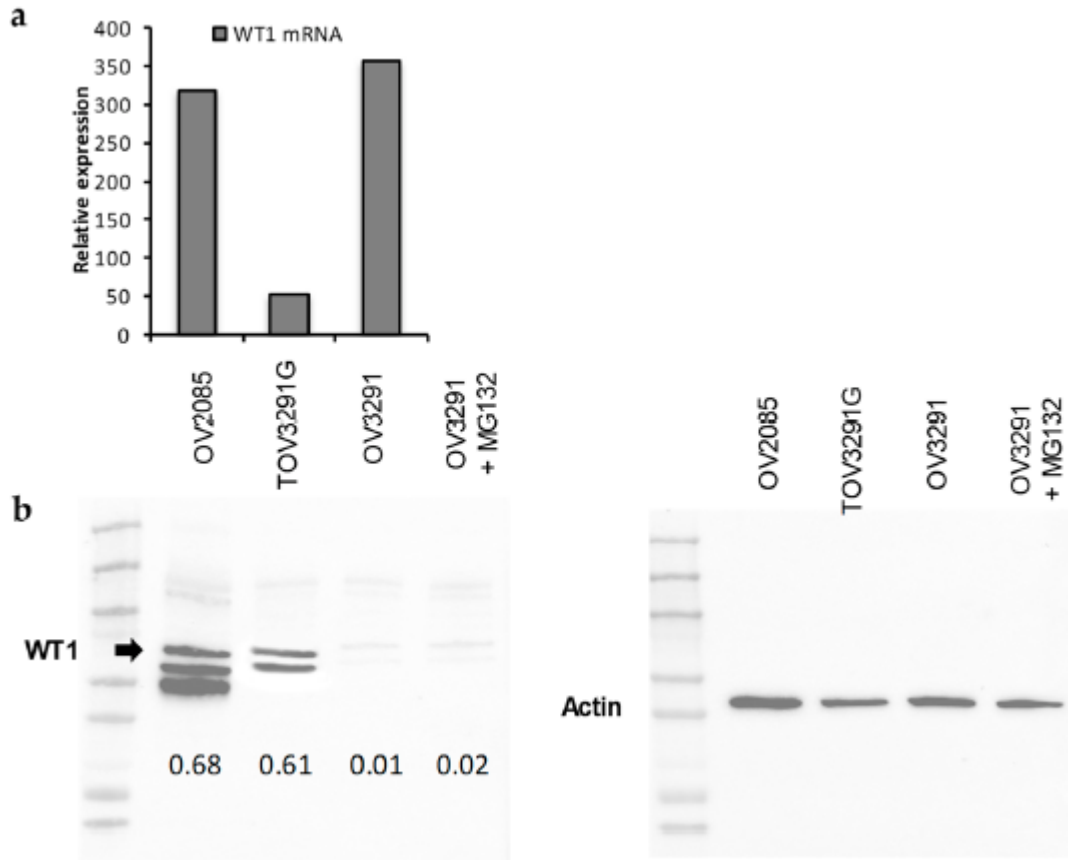 a
WT1 mRNA
Relative expression
400
350
300
250
200
150
100
50
0
OV2085
TOV3291G
OV3291
OV3291
+ MG132
OV2085
TOV3291G
OV3291
OV3291
+ MG132
b
WT1
0.68 0.61 0.01 0.02
Actin